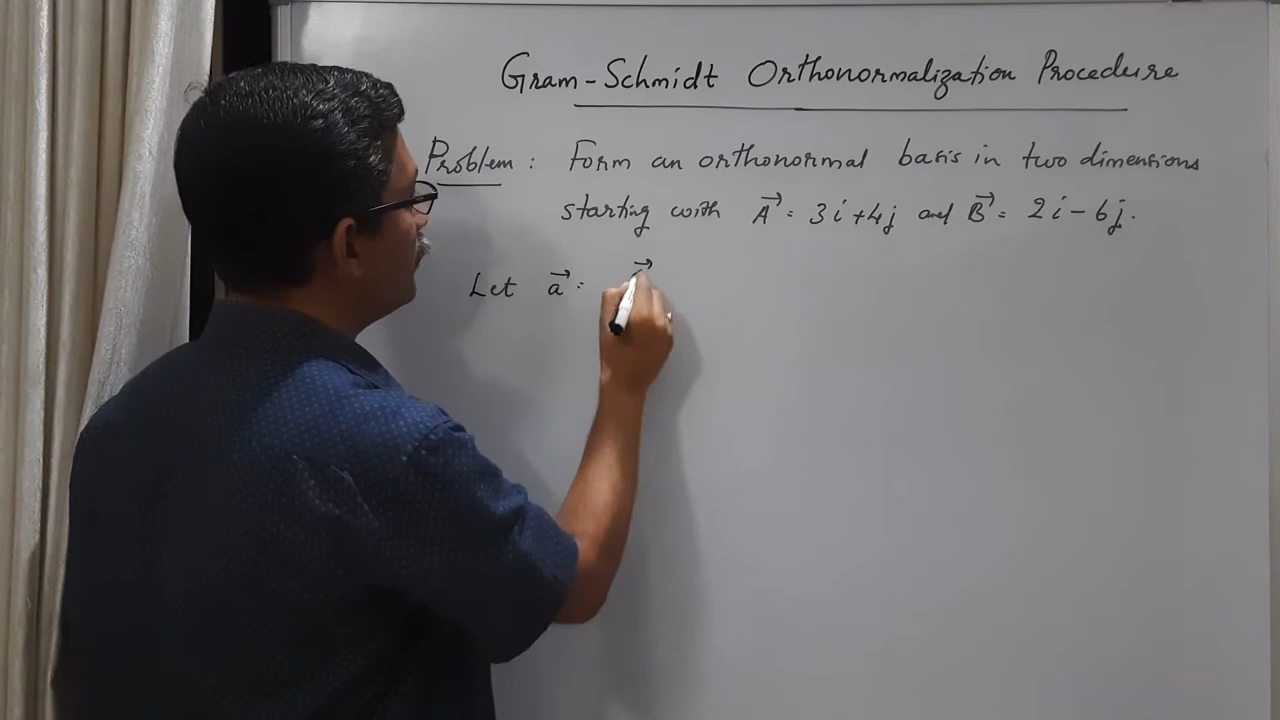 Gram-Schmidt Orthonormalization Procedure
Problem : Form an orthonormal basis in two dimensions
starting with A⃗ = 3i + 4j and B⃗ = 2i - 6j.
Let a⃗ =